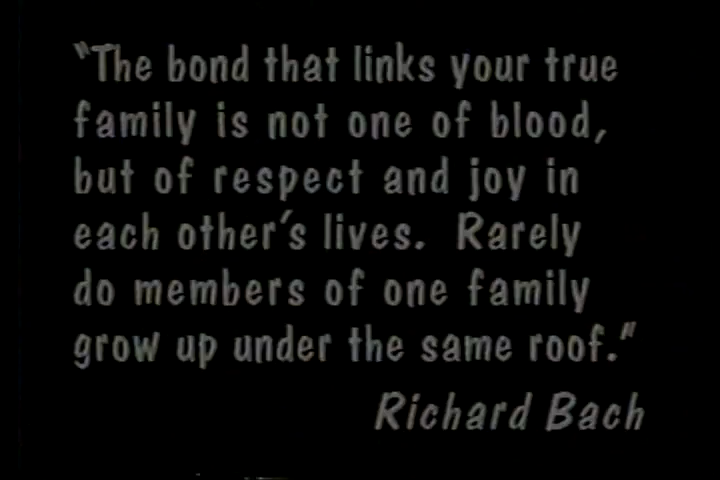 "The bond that links your true
family is not one of blood,
but of respect and joy in
each other's lives. Rarely
do members of one family
grow up under the same roof."
Richard Bach